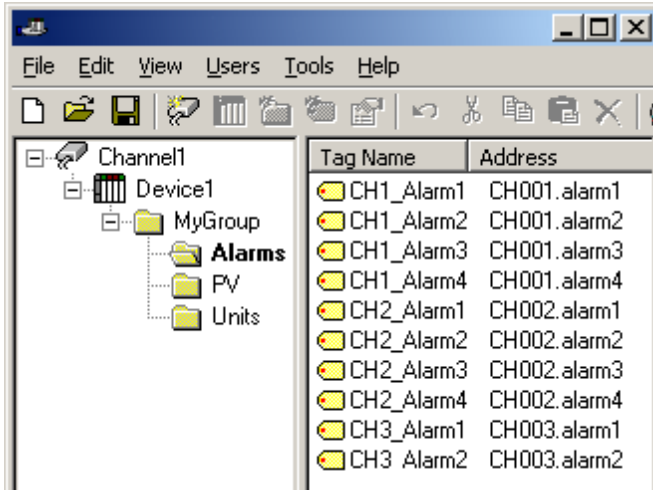 File Edit View Users Tools Help
Channel1
Device1
MyGroup
Alarms
PV
Units
Tag Name Address
CH1_Alarm1 CH001.alarm1
CH1_Alarm2 CH001.alarm2
CH1_Alarm3 CH001.alarm3
CH1_Alarm4 CH001.alarm4
CH2_Alarm1 CH002.alarm1
CH2_Alarm2 CH002.alarm2
CH2_Alarm3 CH002.alarm3
CH2_Alarm4 CH002.alarm4
CH3_Alarm1 CH003.alarm1
CH3 Alarm2 CH003.alarm2